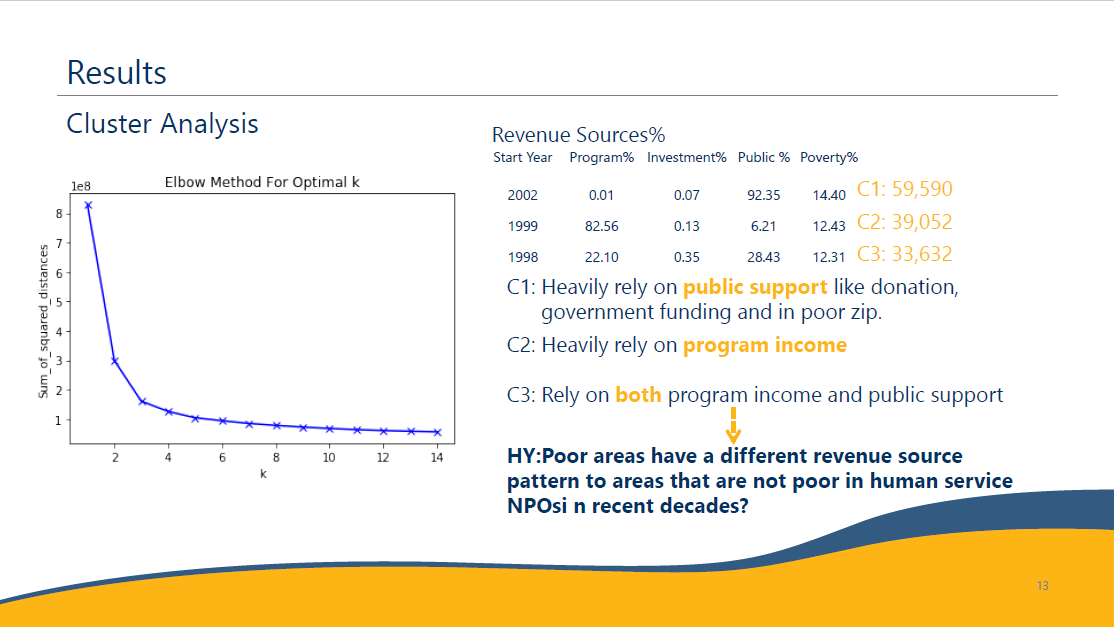 Results
Cluster Analysis
Elbow Method For Optimal k
1e8
8
7
6
5
4
3
2
1
Sum_of_squared_distances
2 4 6 8 10 12 14
k
Revenue Sources%
Start Year Program% Investment% Public % Poverty%
2002 0.01 0.07 92.35 14.40 C1: 59,590
1999 82.56 0.13 6.21 12.43 C2: 39,052
1998 22.10 0.35 28.43 12.31 C3: 33,632
C1: Heavily rely on public support like donation,
government funding and in poor zip.
C2: Heavily rely on program income
C3: Rely on both program income and public support
HY:Poor areas have a different revenue source
pattern to areas that are not poor in human service
NPOsi n recent decades?
13